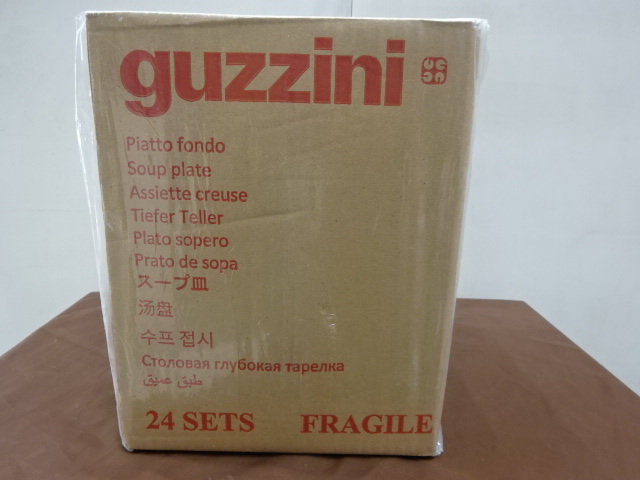 guzzini
Piatto fondo
Soup plate
Assiette creuse
Tiefer Teller
Plato sopero
Prato de sopa
スープ皿
汤盘
수프 접시
Столовая глубокая тарелка
طبق عميق
24 SETS FRAGILE